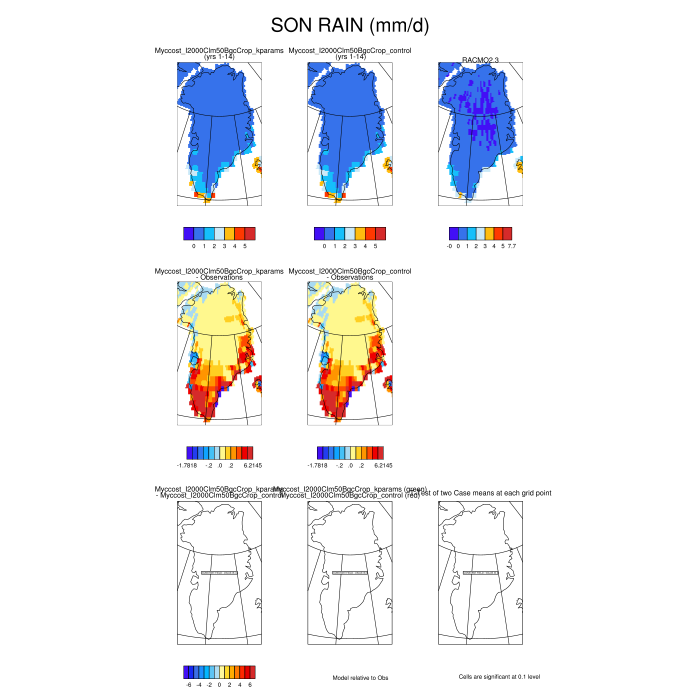 SON RAIN (mm/d)
Myccost_I2000Clm50BgcCrop_kparams
(yrs 1-14)
Myccost_I2000Clm50BgcCrop_control
(yrs 1-14)
RACMO2.3
0 1 2 3 4 5
0 1 2 3 4 5
-0 0 1 2 3 4 5 7.7
Myccost_I2000Clm50BgcCrop_kparams
- Observations
Myccost_I2000Clm50BgcCrop_control
- Observations
-1.7818 -.2 .0 .2 6.2145
-1.7818 -.2 .0 .2 6.2145
Myccost_I2000Clm50BgcCrop_kparams
- Myccost_I2000Clm50BgcCrop_control
Myccost_I2000Clm50BgcCrop_kparams (green)
Myccost_I2000Clm50BgcCrop_control (red)
of two Case means at each grid point
-6 -4 -2 0 2 4 6
Model relative to Obs
Cells are significant at 0.1 level